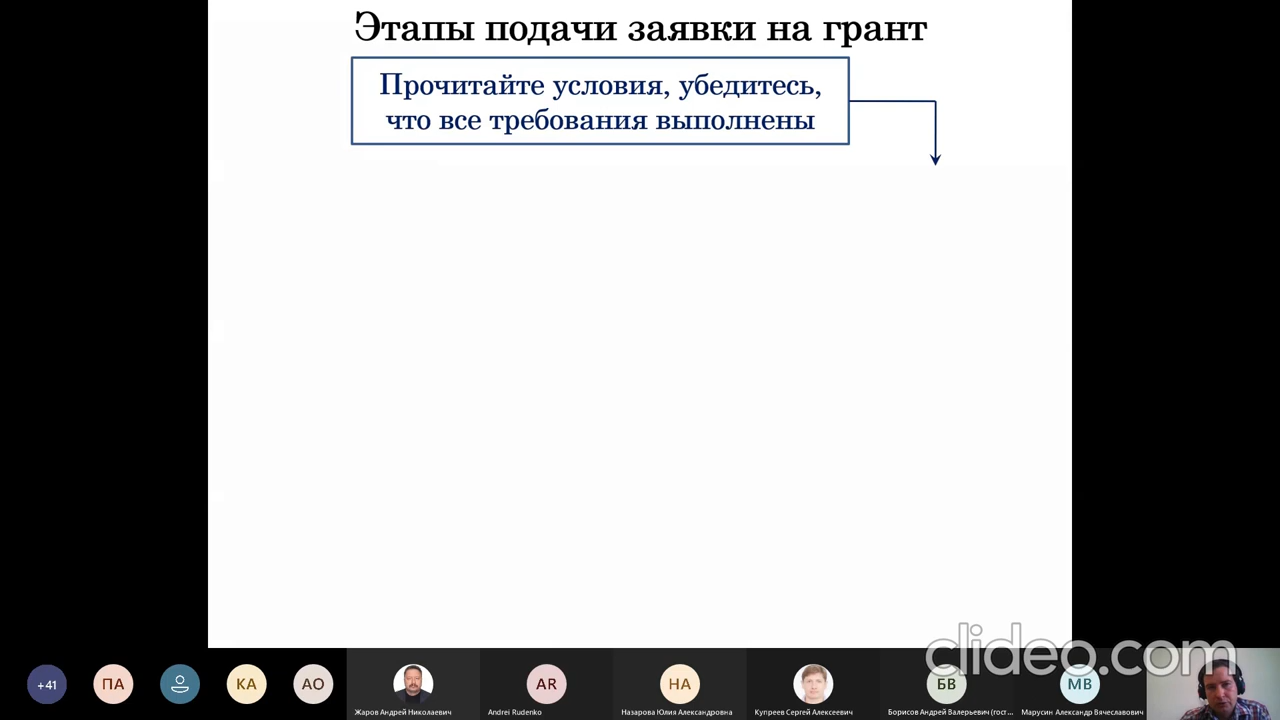 Этапы подачи заявки на грант
Прочитайте условия, убедитесь,
что все требования выполнены
clideo.com
+41
ПА
КА
АО
AR
НА
БВ
МВ
Жаров Андрей Николаевич
Andrei Rudenko
Назарова Юлия Александровна
Купреев Сергей Алексеевич
Борисов Андрей Валерьевич (гост...
Марусин Александр Вячеславович